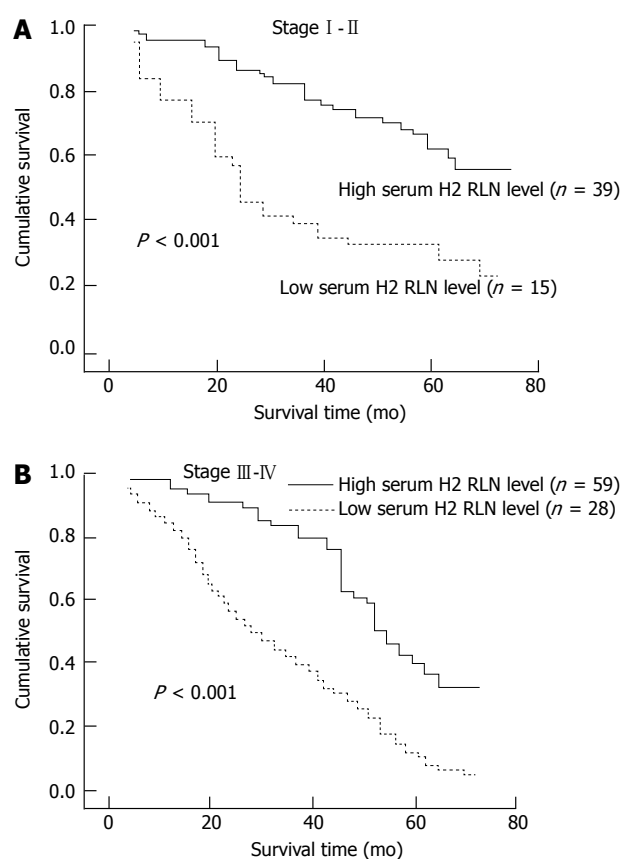 A
Stage Ⅰ-Ⅱ
Cumulative survival
1.0
0.8
0.6
0.4
0.2
0.0
High serum H2 RLN level (n = 39)
P < 0.001
Low serum H2 RLN level (n = 15)
0 20 40 60 80
Survival time (mo)
B
Stage Ⅲ-Ⅳ
High serum H2 RLN level (n = 59)
Low serum H2 RLN level (n = 28)
Cumulative survival
1.0
0.8
0.6
0.4
0.2
0.0
P < 0.001
0 20 40 60 80
Survival time (mo)